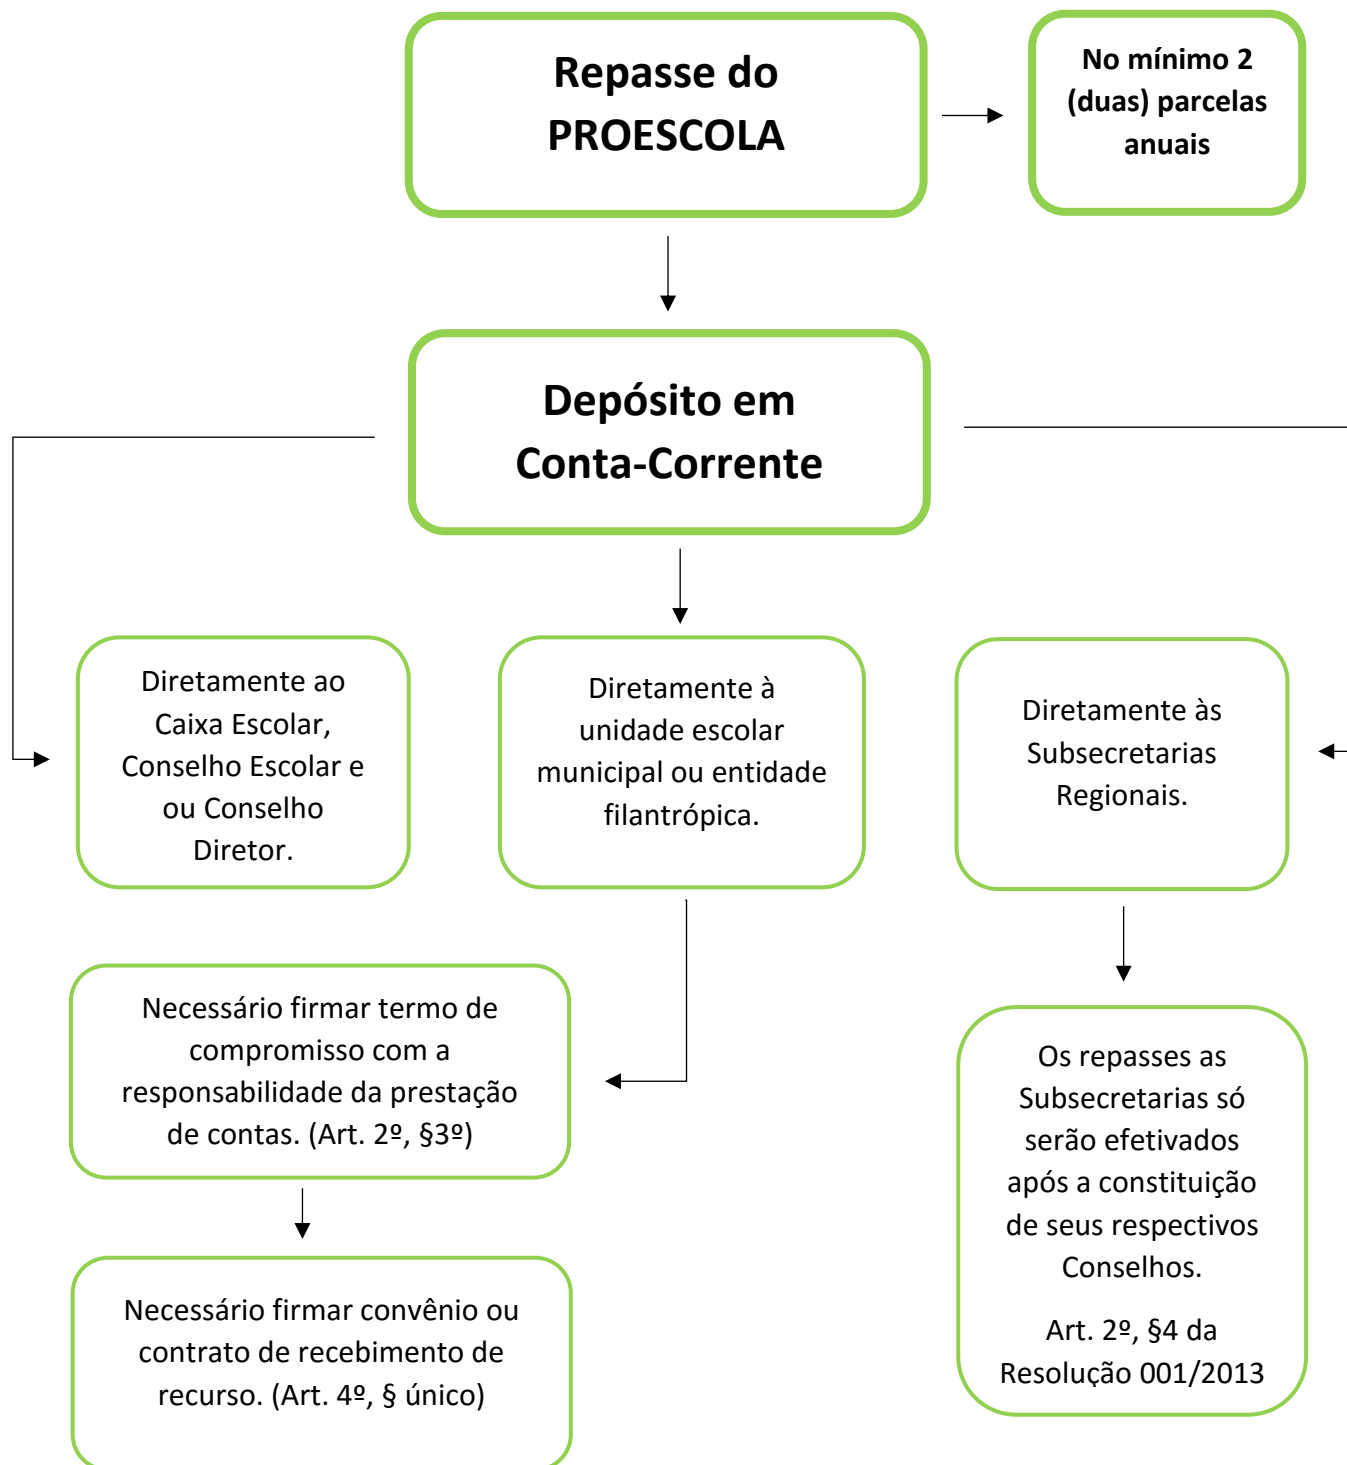 Repasse do
PROESCOLA
No mínimo 2
(duas) parcelas
anuais
Depósito em
Conta-Corrente
Diretamente ao
Caixa Escolar,
Conselho Escolar e
ou Conselho
Diretor.
Diretamente à
unidade escolar
municipal ou entidade
filantrópica.
Diretamente às
Subsecretarias
Regionais.
Necessário firmar termo de
compromisso com a
responsabilidade da prestação
de contas. (Art. 2º, §3º)
Necessário firmar convênio ou
contrato de recebimento de
recurso. (Art. 4º, § único)
Os repasses as
Subsecretarias só
serão efetivados
após a constituição
de seus respectivos
Conselhos.
Art. 2º, §4 da
Resolução 001/2013